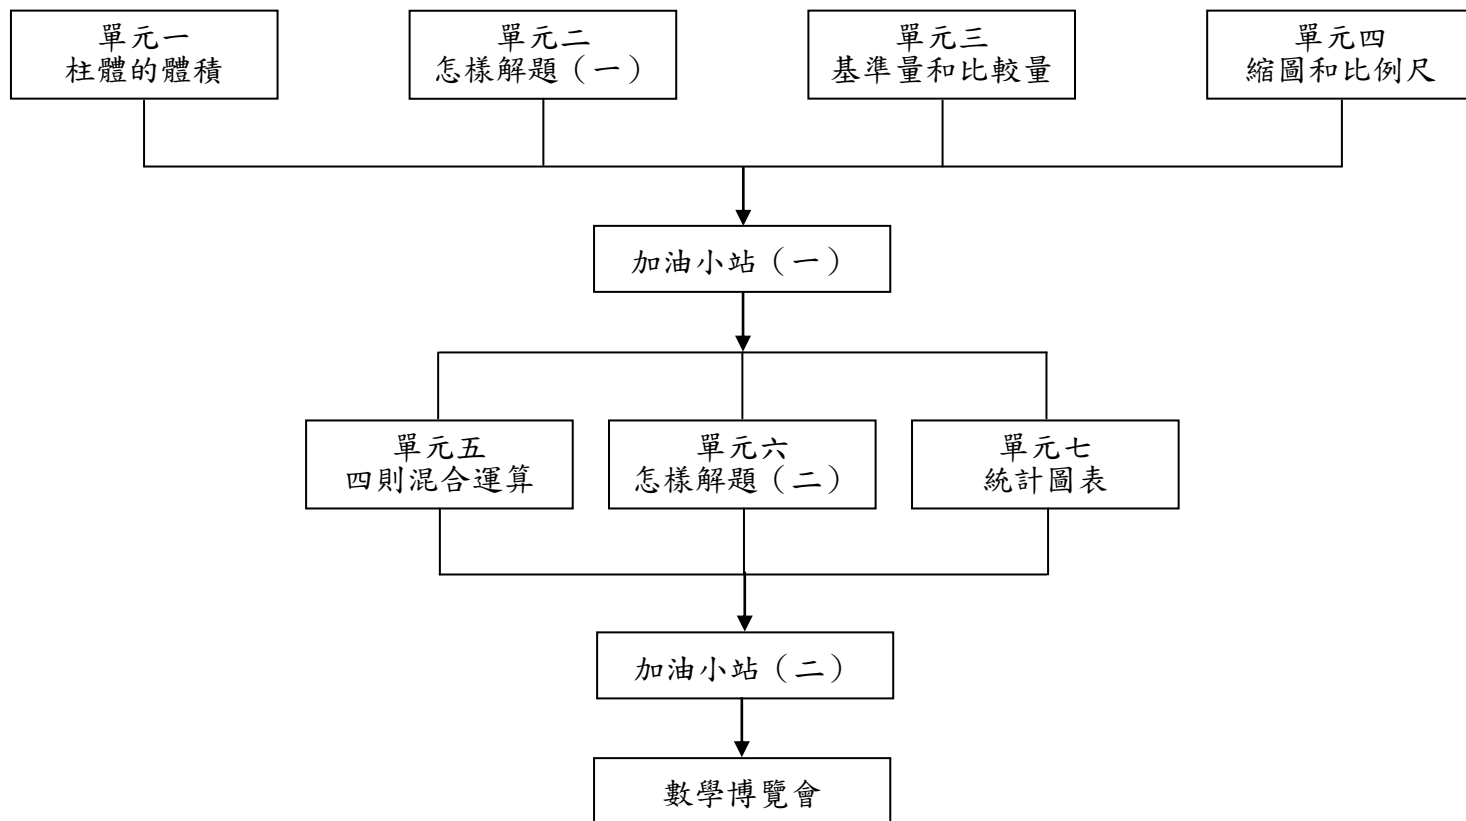 單元一
柱體的體積
單元二
怎樣解題（一）
單元三
基準量和比較量
單元四
縮圖和比例尺
加油小站（一）
單元五
四則混合運算
單元六
怎樣解題（二）
單元七
統計圖表
加油小站（二）
數學博覽會